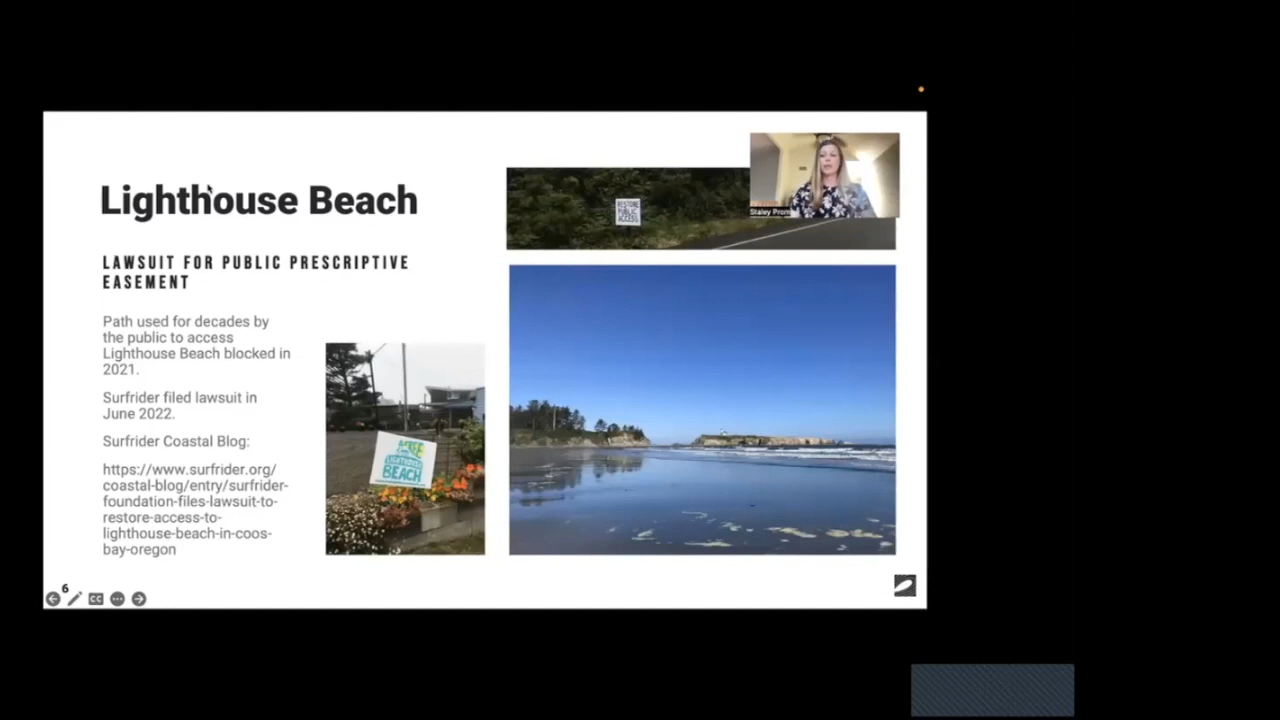 Lighthouse Beach
LAWSUIT FOR PUBLIC PRESCRIPTIVE
EASEMENT
Path used for decades by
the public to access
Lighthouse Beach blocked in
2021.
Surfrider filed lawsuit in
June 2022.
Surfrider Coastal Blog:
https://www.surfrider.org/
coastal-blog/entry/surfrider-
foundation-files-lawsuit-to-
restore-access-to-
lighthouse-beach-in-coos-
bay-oregon
RESTORE
PUBLIC
ACCESS
Staley Prom
FREE
LIGHTHOUSE
BEACH
6
CC